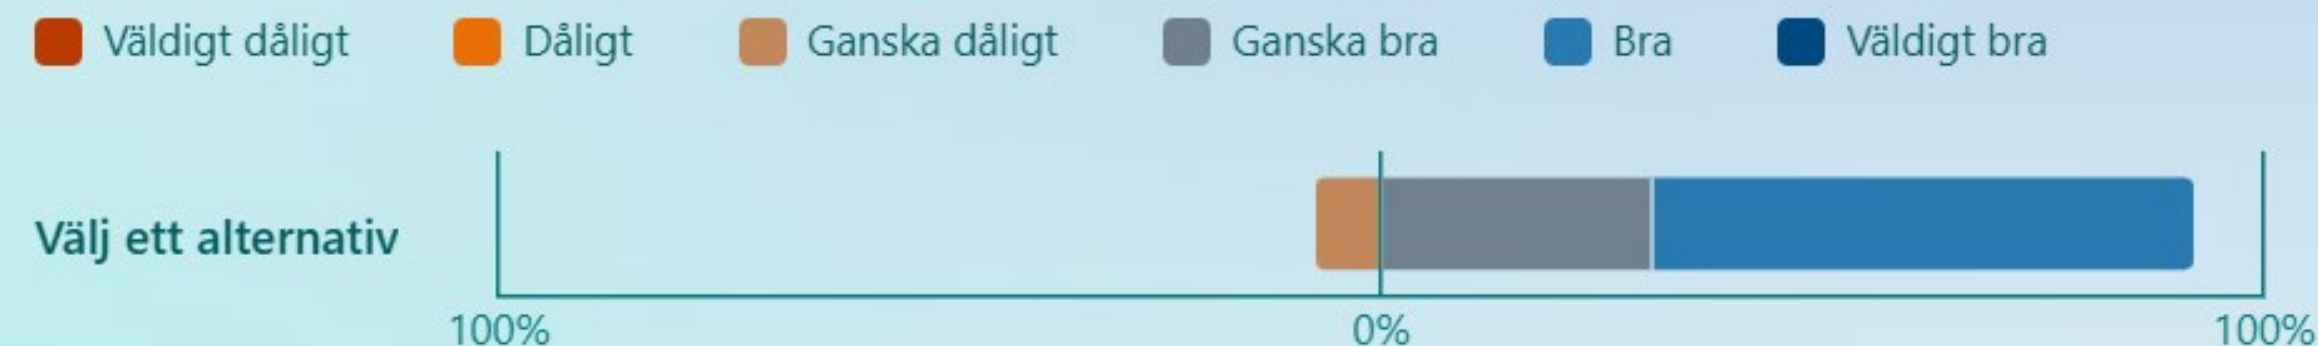 Väldigt dåligt Dåligt Ganska dåligt Ganska bra Bra Väldigt bra
Välj ett alternativ
100% 0% 100%